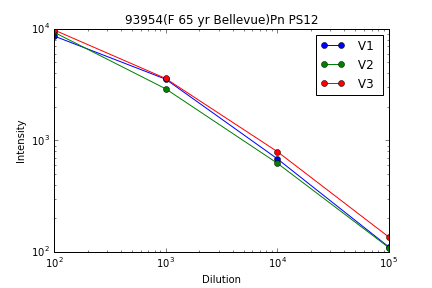 93954(F 65 yr Bellevue)Pn PS12
10^4
10^3
10^2
Intensity
V1
V2
V3
10^2 10^3 10^4 10^5
Dilution